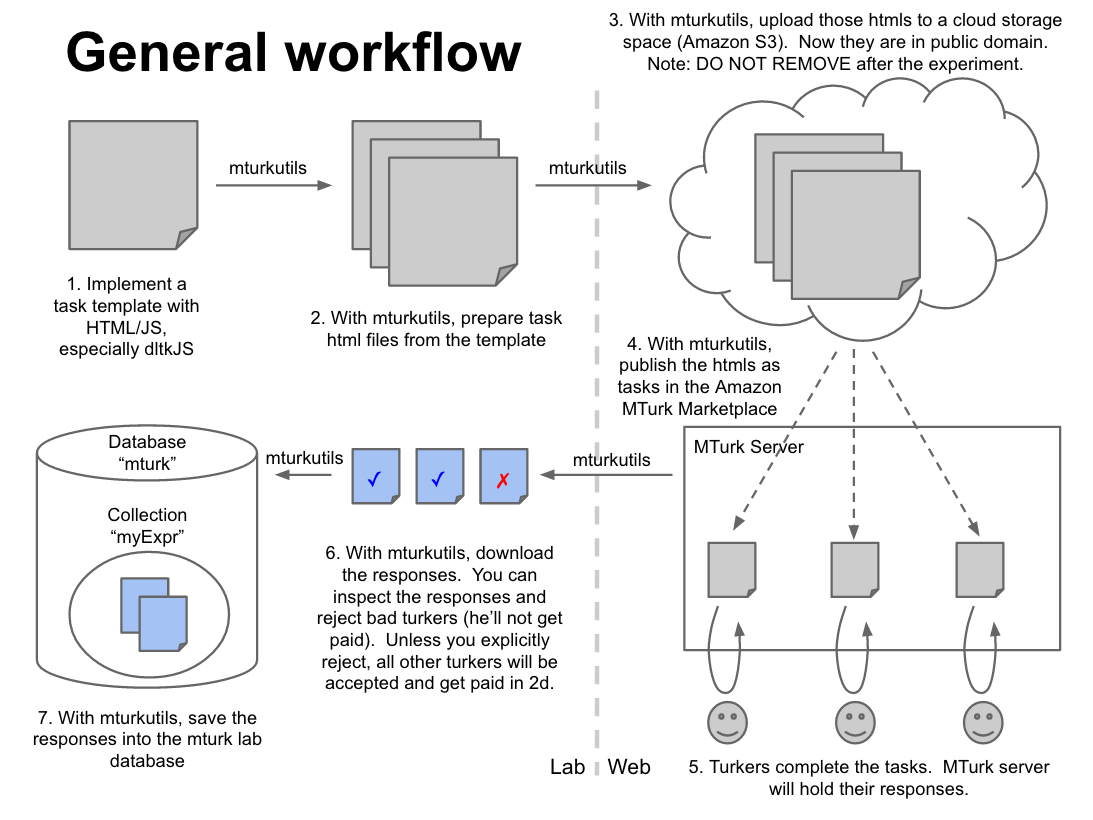 General workflow
3. With mturkutils, upload those htmls to a cloud storage
space (Amazon S3).  Now they are in public domain.
Note: DO NOT REMOVE after the experiment.
mturkutils
mturkutils
1. Implement a
task template with
HTML/JS,
especially dltkJS
2. With mturkutils, prepare task
html files from the template
4. With mturkutils,
publish the htmls as
tasks in the Amazon
MTurk Marketplace
Database
“mturk”
Collection
“myExpr”
mturkutils
✓ ✓ ✗
mturkutils
MTurk Server
6. With mturkutils, download
the responses.  You can
inspect the responses and
reject bad turkers (he’ll not get
paid).  Unless you explicitly
reject, all other turkers will be
accepted and get paid in 2d.
7. With mturkutils, save the
responses into the mturk lab
database
Lab
Web
5. Turkers complete the tasks.  MTurk server
will hold their responses.